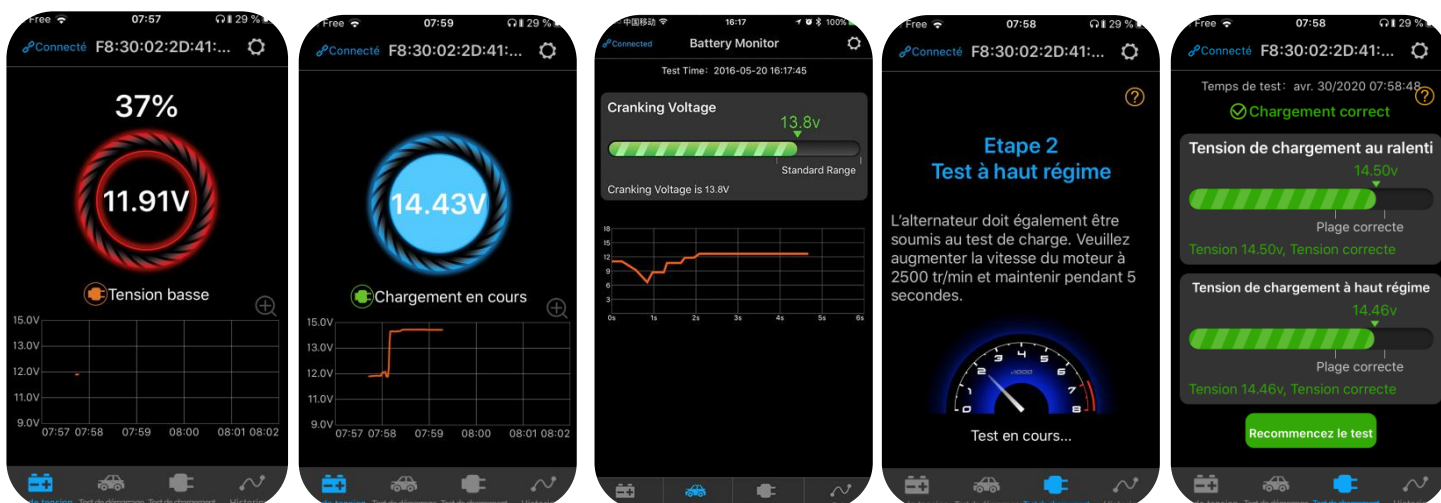 Free 07:57 29 %
Connecté F8:30:02:2D:41:...
37%
11.91V
Tension basse
15.0V
13.0V
12.0V
11.0V
9.0V
07:57 07:58 07:59 08:00 08:01 08:02
Free 07:59 29 %
Connecté F8:30:02:2D:41:...
14.43V
Chargement en cours
15.0V
13.0V
12.0V
11.0V
9.0V
07:57 07:58 07:59 08:00 08:01 08:02
中国移动 16:17 100%
Connected Battery Monitor
Test Time: 2016-05-20 16:17:45
Cranking Voltage
13.8v
Standard Range
Cranking Voltage is 13.8V
18
15
12
9
6
3
0s 1s 2s 3s 4s 5s 6s
Free 07:58 29 %
Connecté F8:30:02:2D:41:...
?
Etape 2
Test à haut régime
L'alternateur doit également être
soumis au test de charge. Veuillez
augmenter la vitesse du moteur à
2500 tr/min et maintenir pendant 5
secondes.
0 1 2 3 4 5 6 7 8
Test en cours...
Free 07:58 29 %
Connecté F8:30:02:2D:41:...
Temps de test: avr. 30/2020 07:58:48
?
Chargement correct
Tension de chargement au ralenti
14.50v
Plage correcte
Tension 14.50v, Tension correcte
Tension de chargement à haut régime
14.46v
Plage correcte
Tension 14.46v, Tension correcte
Recommencez le test